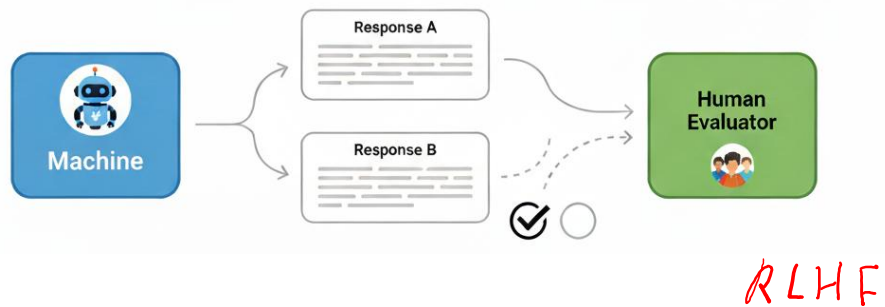 Response A
Machine
Human
Evaluator
Response B
RLHF